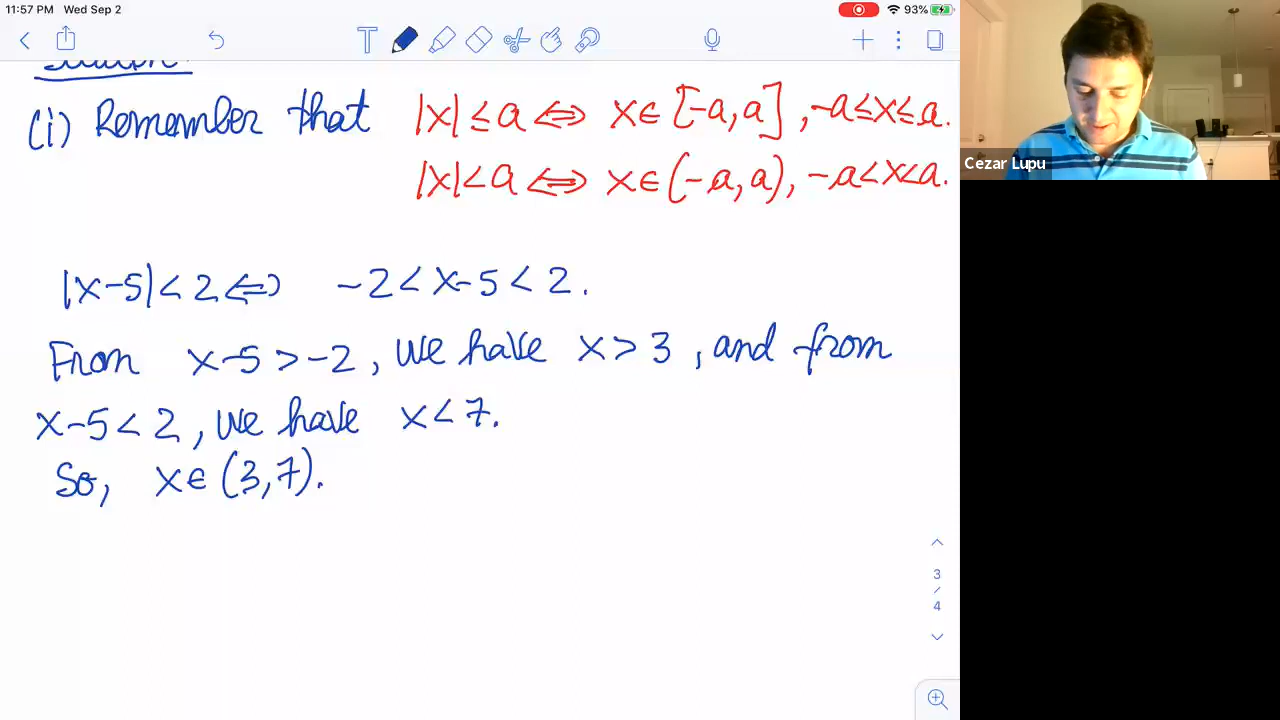 11:57 PM Wed Sep 2
93%
(i) Remember that |x| ≤ a ⇔ x ∈ [-a, a], -a ≤ x ≤ a.
|x| < a ⇔ x ∈ (-a, a), -a < x < a.
|x-5| < 2 ⇔ -2 < x-5 < 2.
From x-5 > -2, we have x > 3, and from
x-5 < 2, we have x < 7.
So, x ∈ (3, 7).
Cezar Lupu
3
/
4